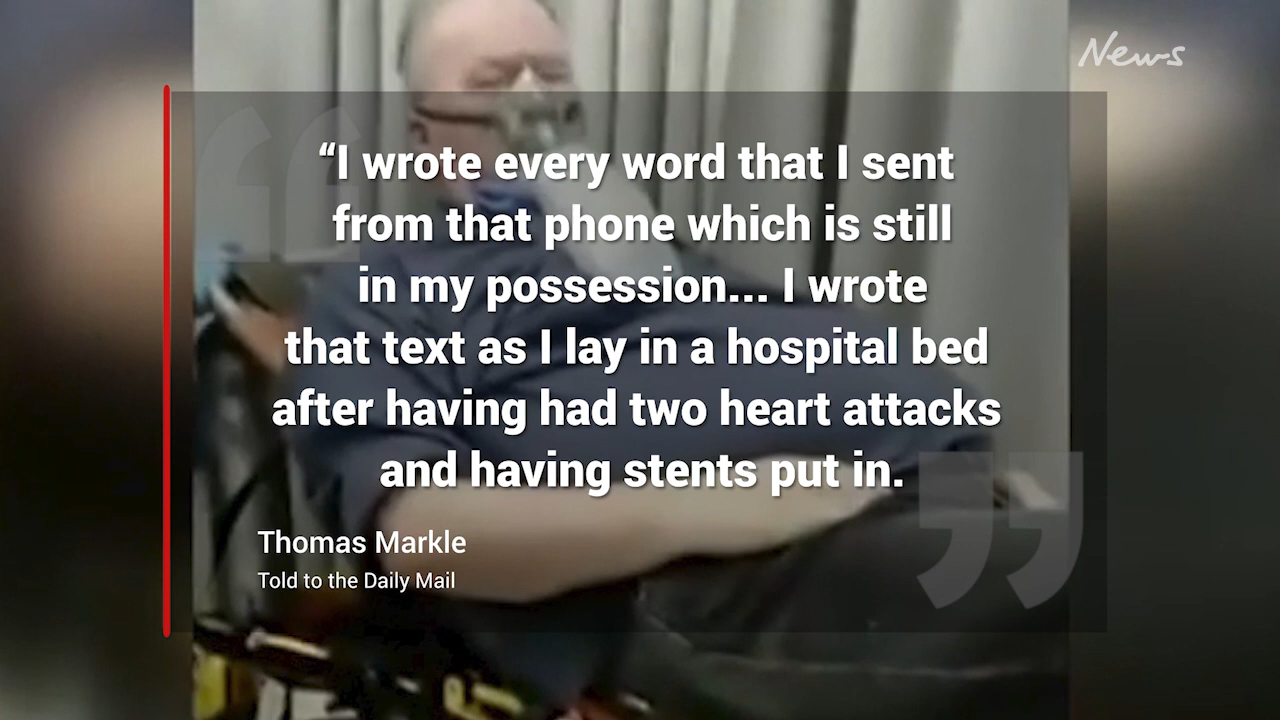 News
“I wrote every word that I sent
from that phone which is still
in my possession... I wrote
that text as I lay in a hospital bed
after having had two heart attacks
and having stents put in.
Thomas Markle
Told to the Daily Mail